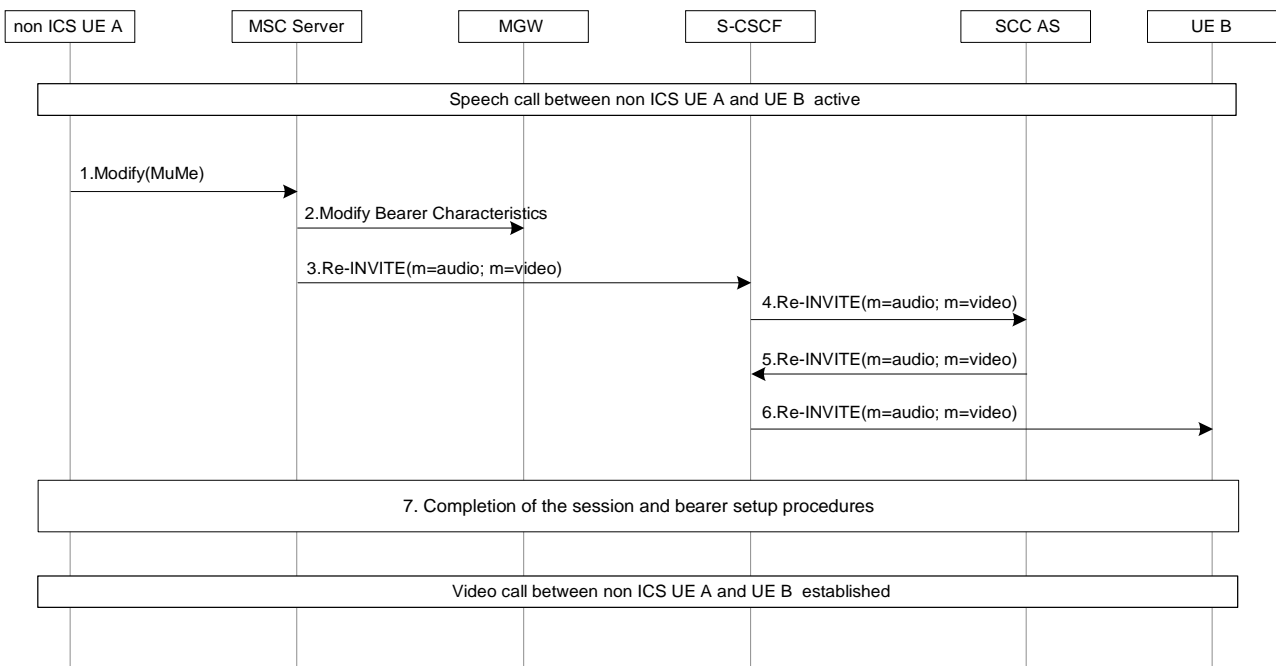 non ICS UE A
MSC Server
MGW
S-CSCF
SCC AS
UE B
Speech call between non ICS UE A and UE B active
1.Modify(MuMe)
2.Modify Bearer Characteristics
3.Re-INVITE(m=audio; m=video)
4.Re-INVITE(m=audio; m=video)
5.Re-INVITE(m=audio; m=video)
6.Re-INVITE(m=audio; m=video)
7. Completion of the session and bearer setup procedures
Video call between non ICS UE A and UE B established